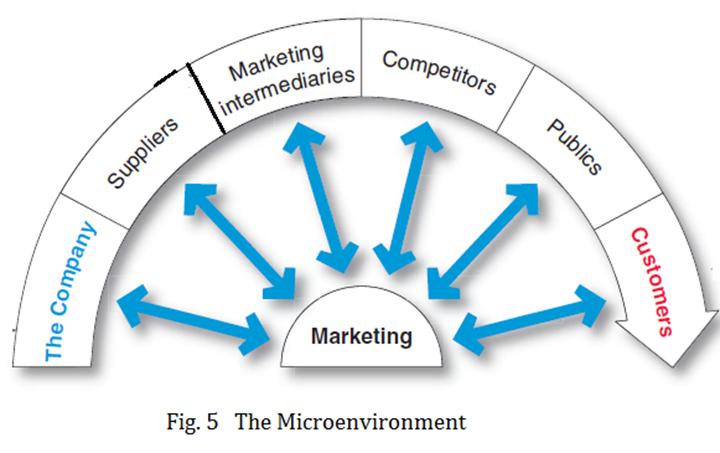 The Company
Suppliers
Marketing
intermediaries
Competitors
Publics
Customers
Marketing
Fig. 5 The Microenvironment